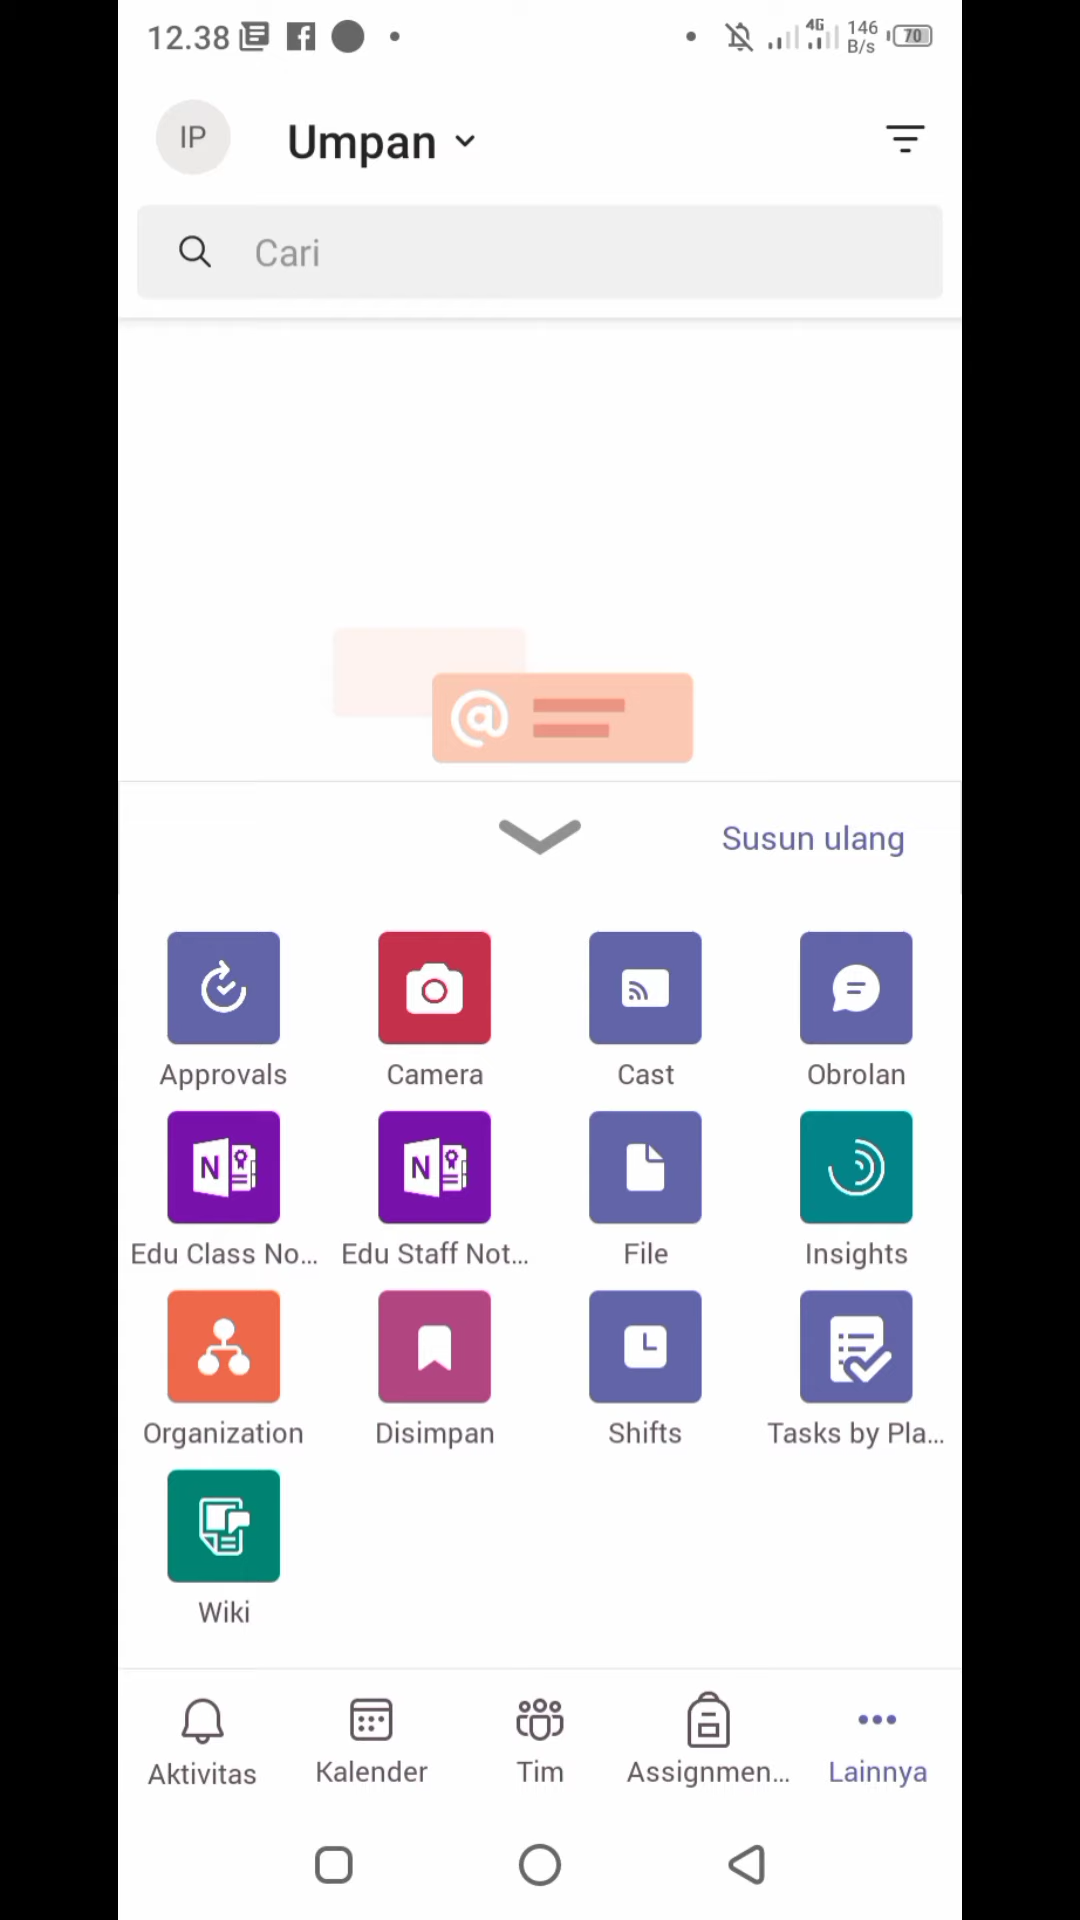 12.38
4G 146 B/s 70
IP Umpan
Cari
@
Susun ulang
Approvals Camera Cast Obrolan
N N
Edu Class No... Edu Staff Not... File Insights
Organization Disimpan Shifts Tasks by Pla...
Wiki
Aktivitas Kalender Tim Assignmen... Lainnya